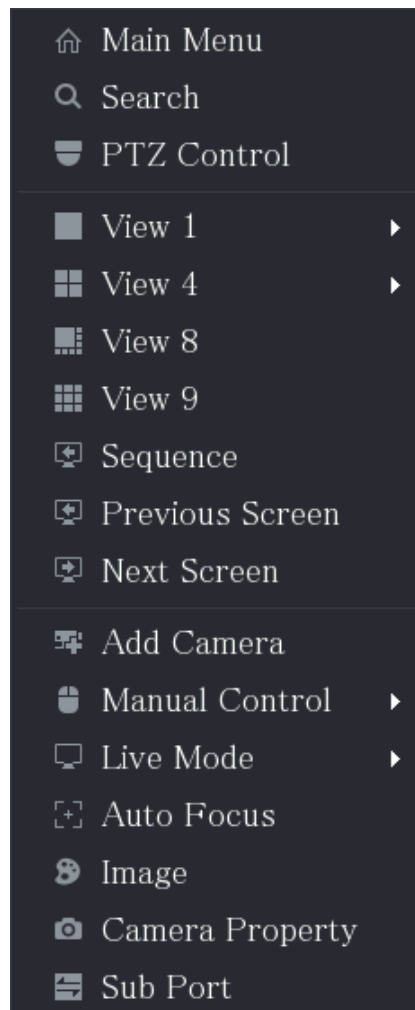 Main Menu
Search
PTZ Control
View 1
View 4
View 8
View 9
Sequence
Previous Screen
Next Screen
Add Camera
Manual Control
Live Mode
Auto Focus
Image
Camera Property
Sub Port